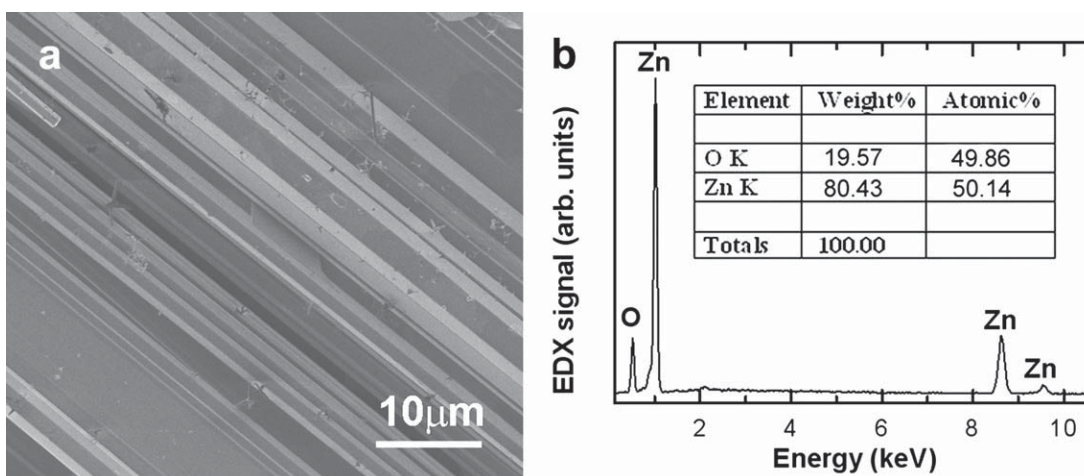 a
10μm
b
EDX signal (arb. units)
Zn
O
Zn
Zn
Element Weight% Atomic%
O K 19.57 49.86
Zn K 80.43 50.14
Totals 100.00
2 4 6 8 10
Energy (keV)